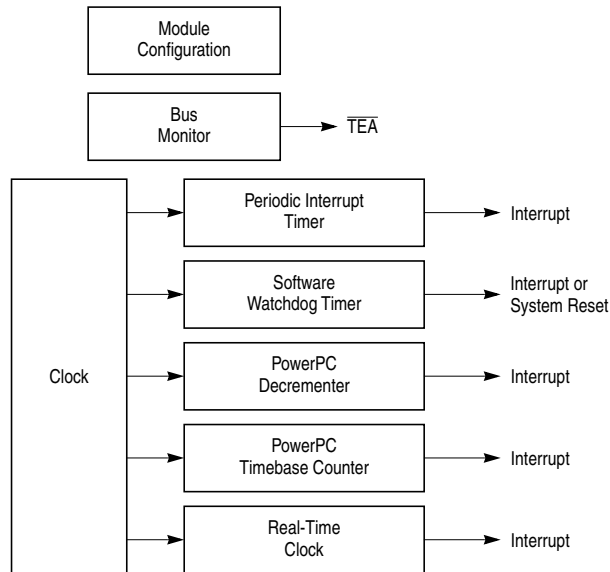 Module
Configuration
Bus
Monitor
TEA
Periodic Interrupt
Timer
Interrupt
Software
Watchdog Timer
Interrupt or
System Reset
Clock
PowerPC
Decrementer
Interrupt
PowerPC
Timebase Counter
Interrupt
Real-Time
Clock
Interrupt